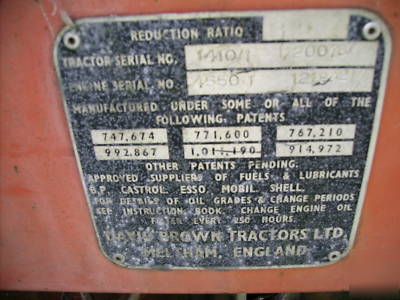 REDUCTION RATIO
TRACTOR SERIAL NO.
ENGINE SERIAL NO.
MANUFACTURED UNDER SOME OR ALL OF THE
FOLLOWING. PATENTS
747,674 771,600 767,210
992,867 914,972
OTHER PATENTS PENDING.
APPROVED SUPPLIERS OF FUELS & LUBRICANTS
B.P. CASTROL. ESSO. MOBIL. SHELL.
FOR DETAILS OF OIL GRADES & CHANGE PERIODS
SEE INSTRUCTION BOOK. CHANGE ENGINE OIL
FILTER EVERY 250 HOURS.
DAVID BROWN TRACTORS LTD.
MELTHAM, ENGLAND.